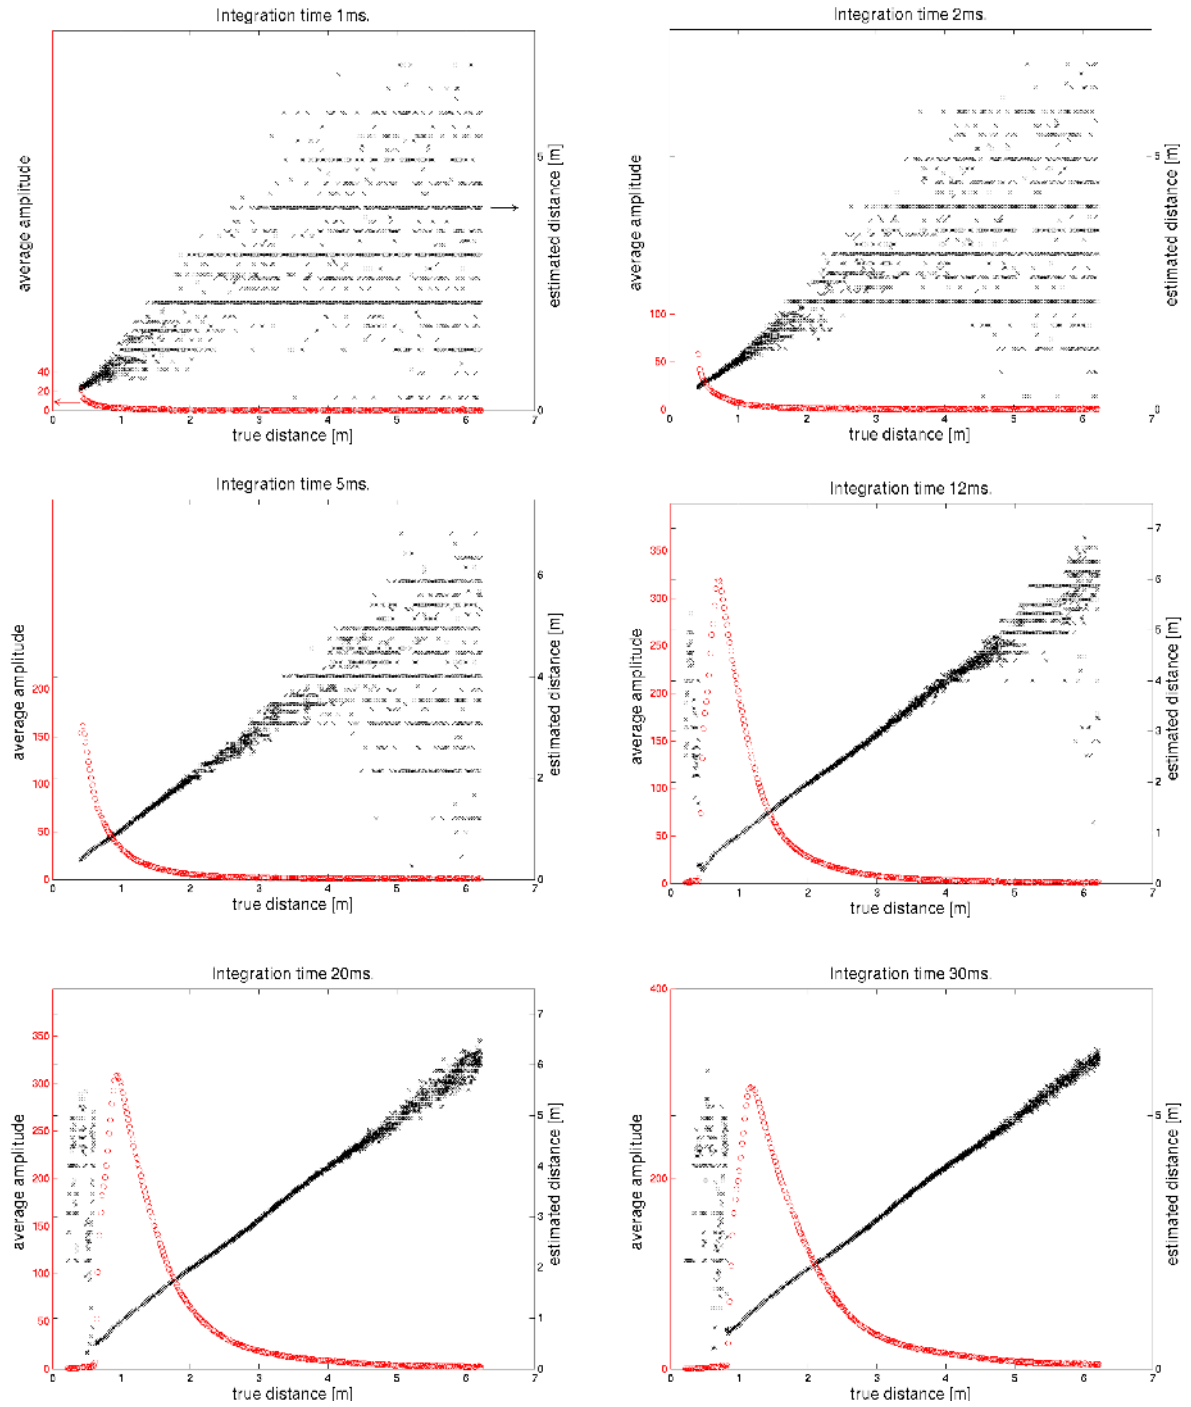 Integration time 1ms.
average amplitude
40
20
0
5
0
estimated distance [m]
0 1 2 3 4 5 6 7
true distance [m]
Integration time 2ms.
average amplitude
100
50
0
5
0
estimated distance [m]
0 1 2 3 4 5 6 7
true distance [m]
Integration time 5ms.
average amplitude
200
150
100
50
0
6
4
2
0
estimated distance [m]
0 1 2 3 4 5 6 7
true distance [m]
Integration time 12ms.
average amplitude
350
300
250
200
150
100
50
0
7
6
5
4
3
2
1
0
estimated distance [m]
0 1 2 3 4 5 6 7
true distance [m]
Integration time 20ms.
average amplitude
350
300
250
200
150
100
50
0
7
6
5
4
3
2
1
0
estimated distance [m]
0 1 2 3 4 5 6 7
true distance [m]
Integration time 30ms.
average amplitude
400
200
0
5
0
estimated distance [m]
0 1 2 3 4 5 6 7
true distance [m]